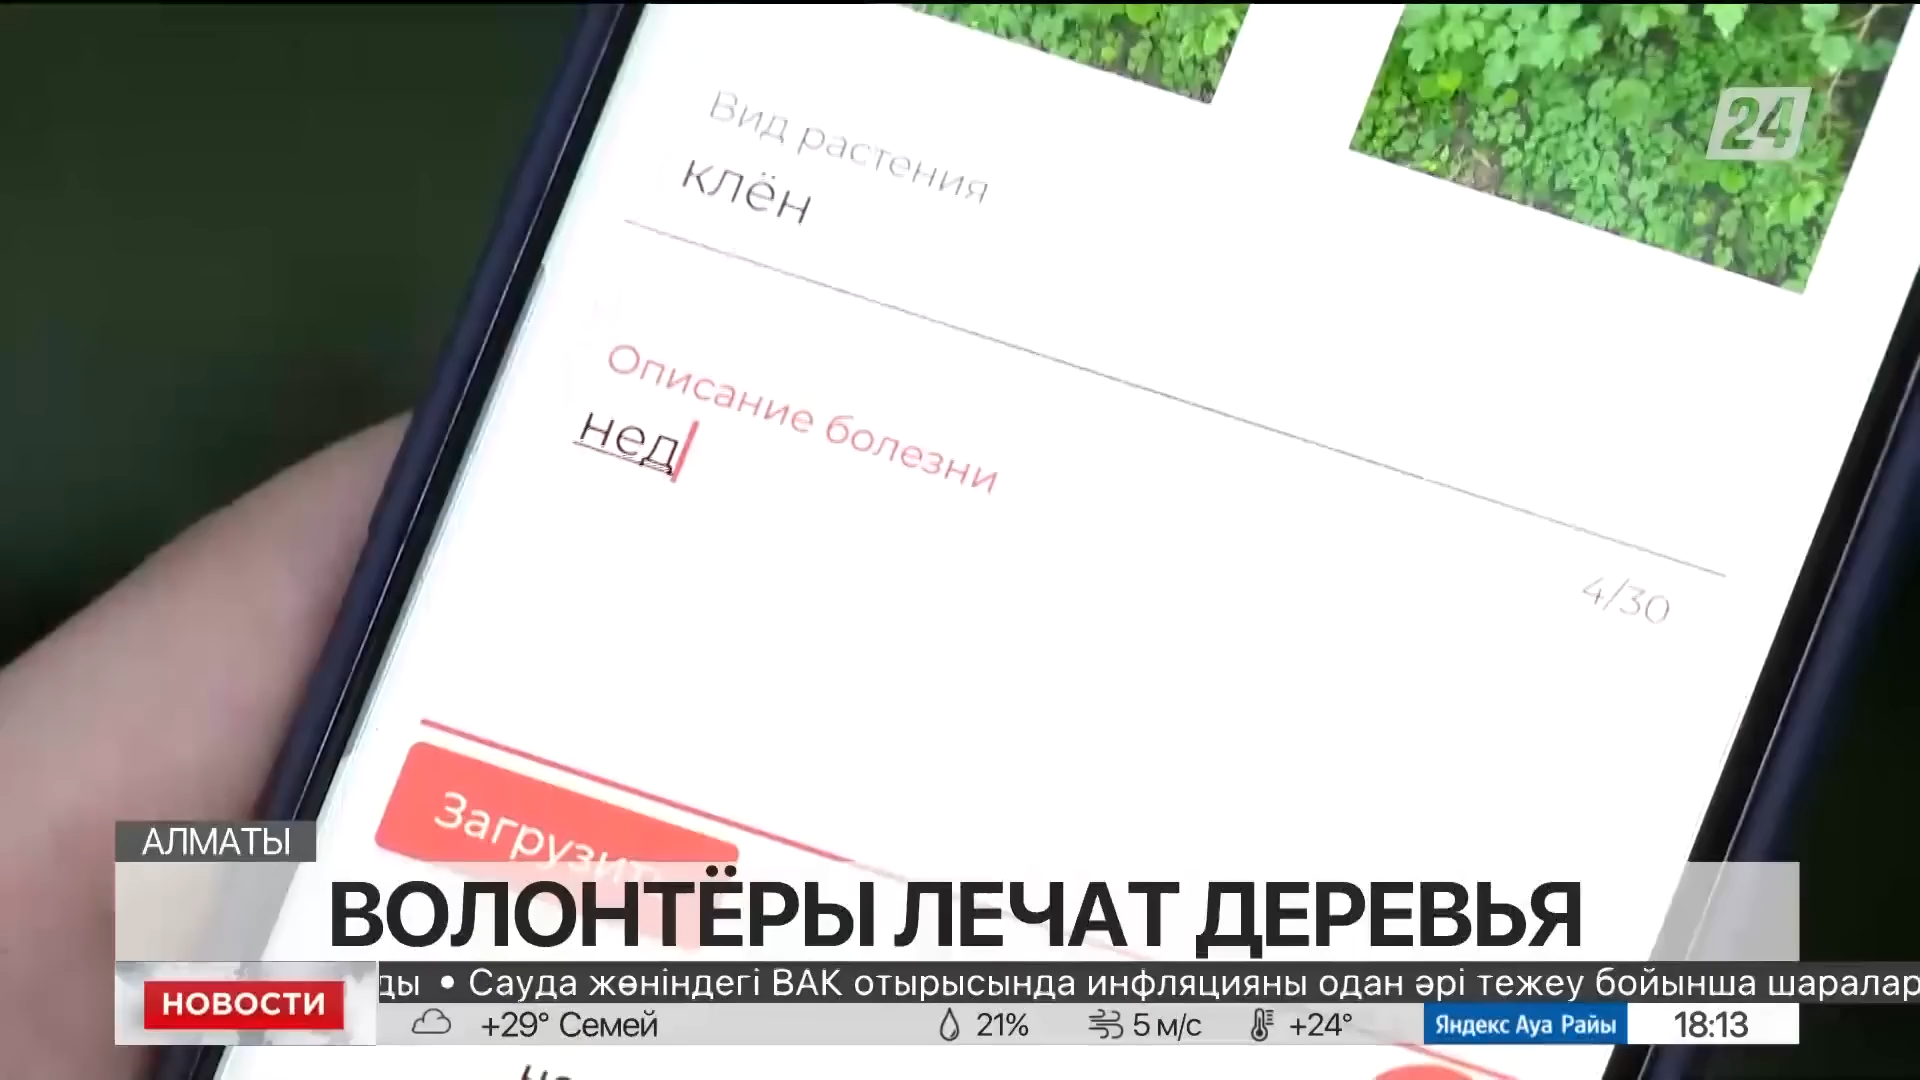 24
Вид растения
клён
4/30
Описание болезни
нед
Загрузить
АЛМАТЫ
ВОЛОНТЁРЫ ЛЕЧАТ ДЕРЕВЬЯ
НОВОСТИ
ды • Сауда жөніндегі ВАК отырысында инфляцияны одан әрі тежеу бойынша шаралар
+29° Семей 21% 5 м/с +24° Яндекс Ауа Райы 18:13